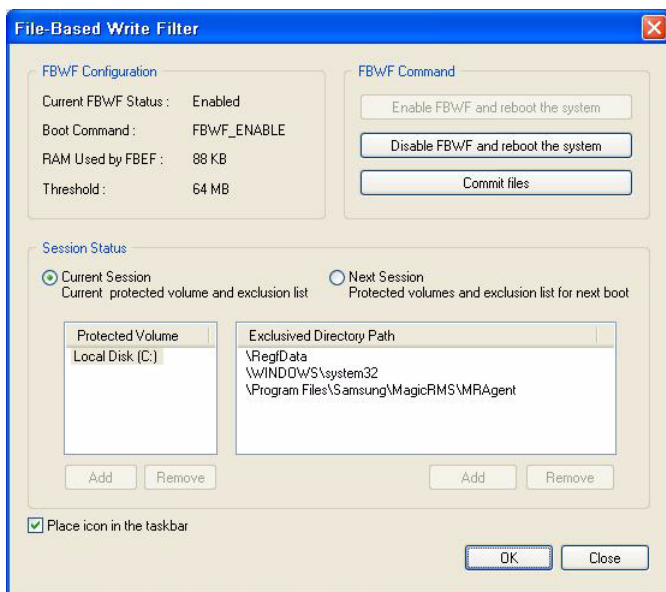 File-Based Write Filter
FBWF Configuration
Current FBWF Status : Enabled
Boot Command : FBWF_ENABLE
RAM Used by FBEF : 88 KB
Threshold : 64 MB
FBWF Command
Enable FBWF and reboot the system
Disable FBWF and reboot the system
Commit files
Session Status
Current Session
Current protected volume and exclusion list
Next Session
Protected volumes and exclusion list for next boot
Protected Volume
Local Disk (C:)
Add Remove
Exclusived Directory Path
\RegfData
\WINDOWS\system32
\Program Files\Samsung\MagicRMS\MRAgent
Add Remove
Place icon in the taskbar
OK Close